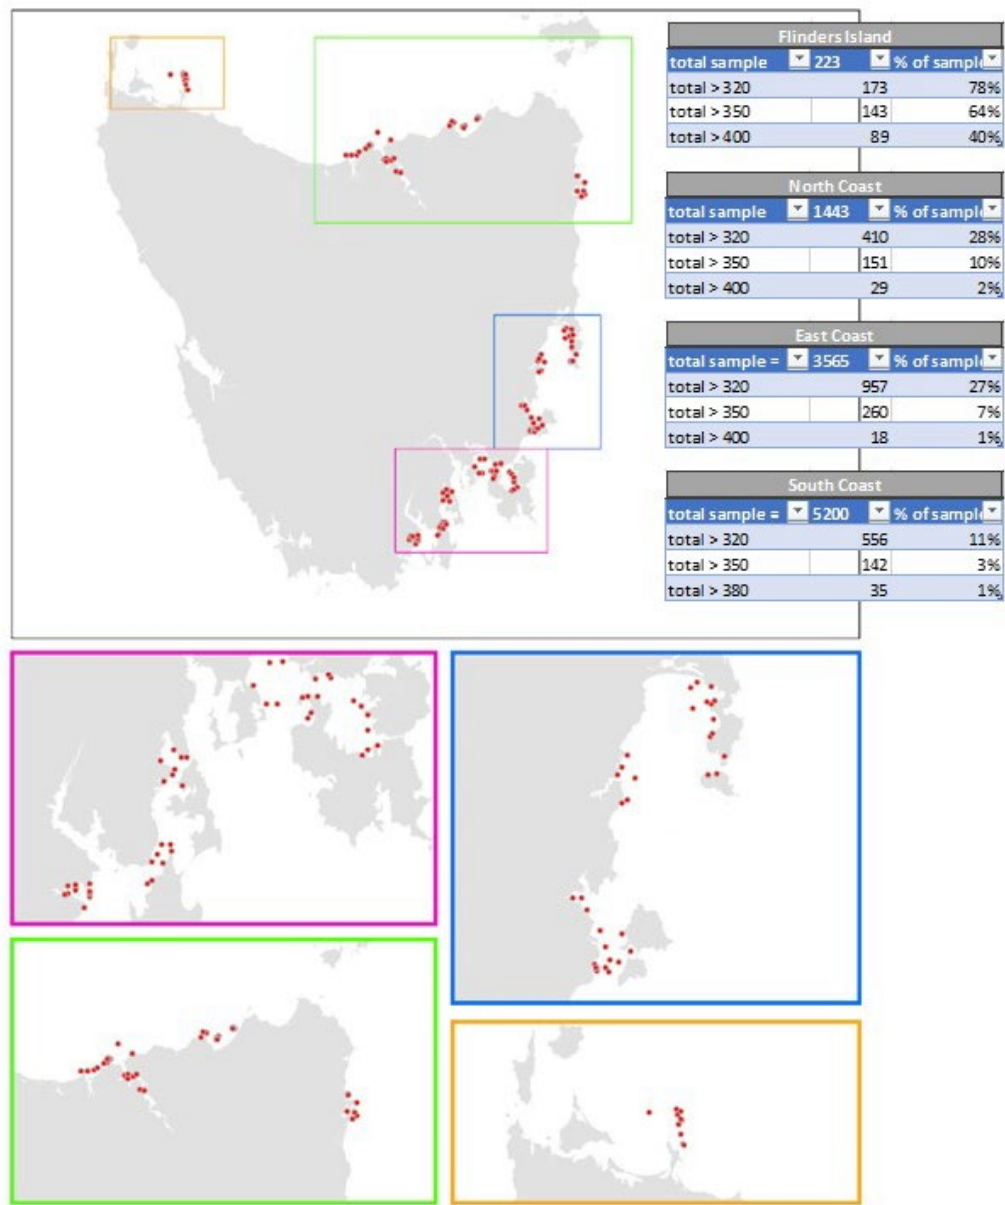 Flinders Island
total sample 223 % of sample
total > 320 173 78%
total > 350 143 64%
total > 400 89 40%
North Coast
total sample 1443 % of sample
total > 320 410 28%
total > 350 151 10%
total > 400 29 2%
East Coast
total sample = 3565 % of sample
total > 320 957 27%
total > 350 260 7%
total > 400 18 1%
South Coast
total sample = 5200 % of sample
total > 320 556 11%
total > 350 142 3%
total > 380 35 1%